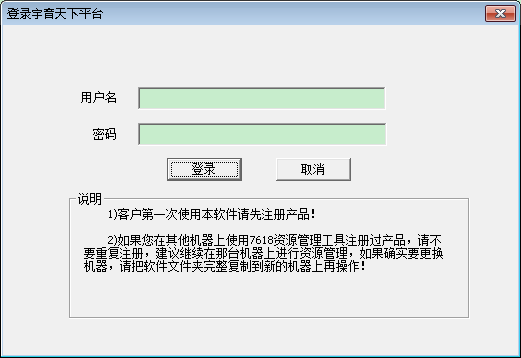 登录宇音天下平台
用户名
密码
登录
取消
说明
1)客户第一次使用本软件请先注册产品！
2)如果您在其他机器上使用7618资源管理工具注册过产品，请不
要重复注册，建议继续在那台机器上进行资源管理，如果确实要更换
机器，请把软件文件夹完整复制到新的机器上再操作！